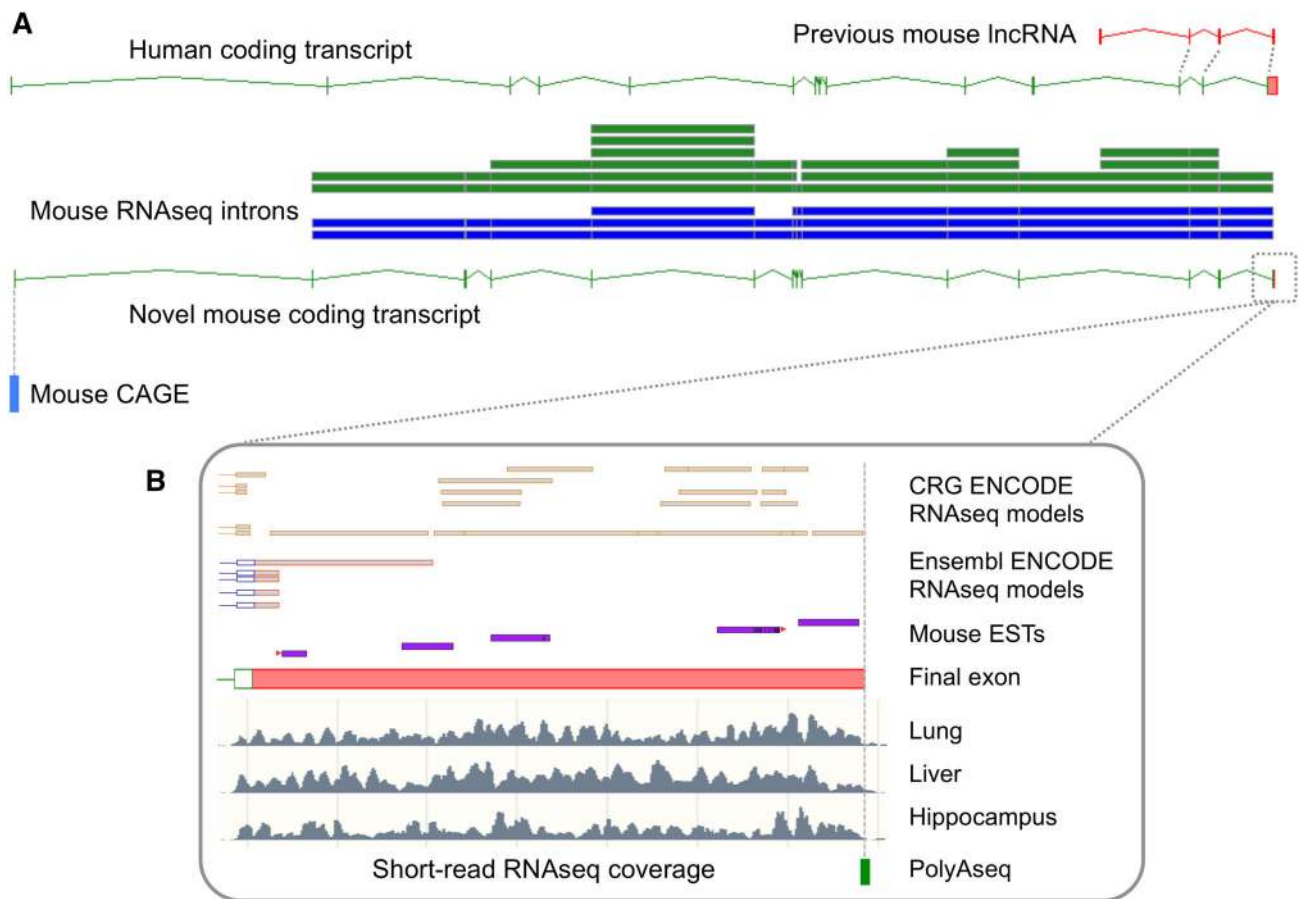 A
Human coding transcript
Previous mouse lncRNA
Mouse RNAseq introns
Novel mouse coding transcript
Mouse CAGE
B
CRG ENCODE
RNAseq models
Ensembl ENCODE
RNAseq models
Mouse ESTs
Final exon
Lung
Liver
Hippocampus
Short-read RNAseq coverage
PolyAseq